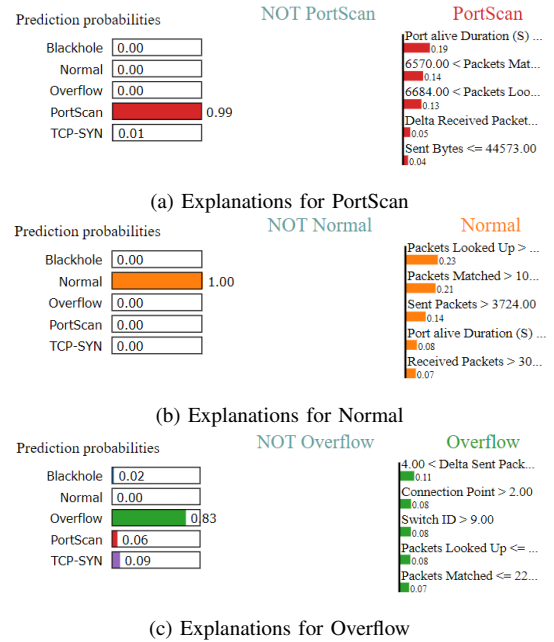 Prediction probabilities
NOT PortScan
PortScan
Blackhole 0.00
Normal 0.00
Overflow 0.00
PortScan 0.99
TCP-SYN 0.01
Port alive Duration (S) ...
0.19
6570.00 < Packets Mat...
0.14
6684.00 < Packets Loo...
0.13
Delta Received Packet...
0.05
Sent Bytes <= 44573.00
0.04
(a) Explanations for PortScan
Prediction probabilities
NOT Normal
Normal
Blackhole 0.00
Normal 1.00
Overflow 0.00
PortScan 0.00
TCP-SYN 0.00
Packets Looked Up > ...
0.23
Packets Matched > 10...
0.21
Sent Packets > 3724.00
0.14
Port alive Duration (S) ...
0.08
Received Packets > 30...
0.07
(b) Explanations for Normal
Prediction probabilities
NOT Overflow
Overflow
Blackhole 0.02
Normal 0.00
Overflow 0.83
PortScan 0.06
TCP-SYN 0.09
4.00 < Delta Sent Pack...
0.11
Connection Point > 2.00
0.08
Switch ID > 9.00
0.08
Packets Looked Up <= ...
0.08
Packets Matched <= 22...
0.07
(c) Explanations for Overflow